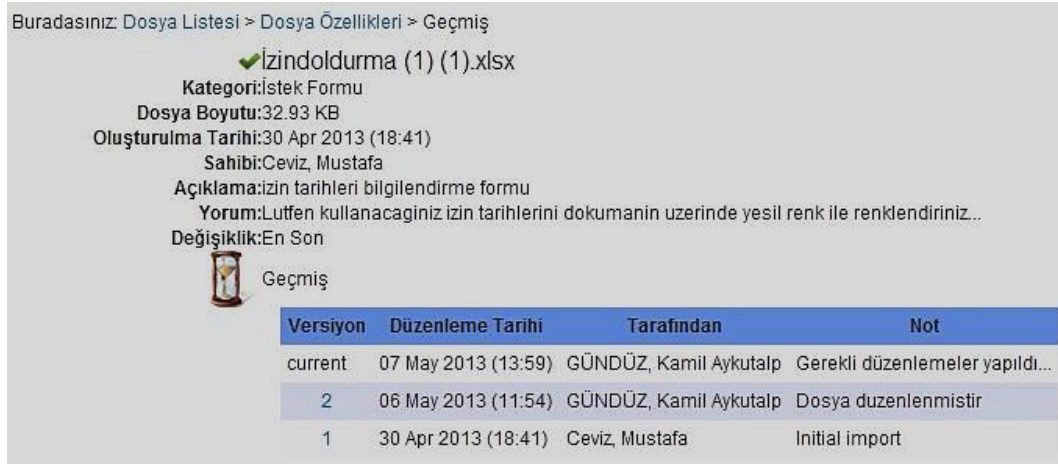 Buradasınız: Dosya Listesi > Dosya Özellikleri > Geçmiş
İzindoldurma (1) (1).xlsx
Kategori:İstek Formu
Dosya Boyutu:32.93 KB
Oluşturulma Tarihi:30 Apr 2013 (18:41)
Sahibi:Ceviz, Mustafa
Açıklama:izin tarihleri bilgilendirme formu
Yorum:Lutfen kullanacaginiz izin tarihlerini dokumanin uzerinde yesil renk ile renklendiriniz...
Değişiklik:En Son
Geçmiş
Versiyon Düzenleme Tarihi Tarafından Not
current 07 May 2013 (13:59) GÜNDÜZ, Kamil Aykutalp Gerekli düzenlemeler yapıldı...
2 06 May 2013 (11:54) GÜNDÜZ, Kamil Aykutalp Dosya duzenlenmistir
1 30 Apr 2013 (18:41) Ceviz, Mustafa Initial import